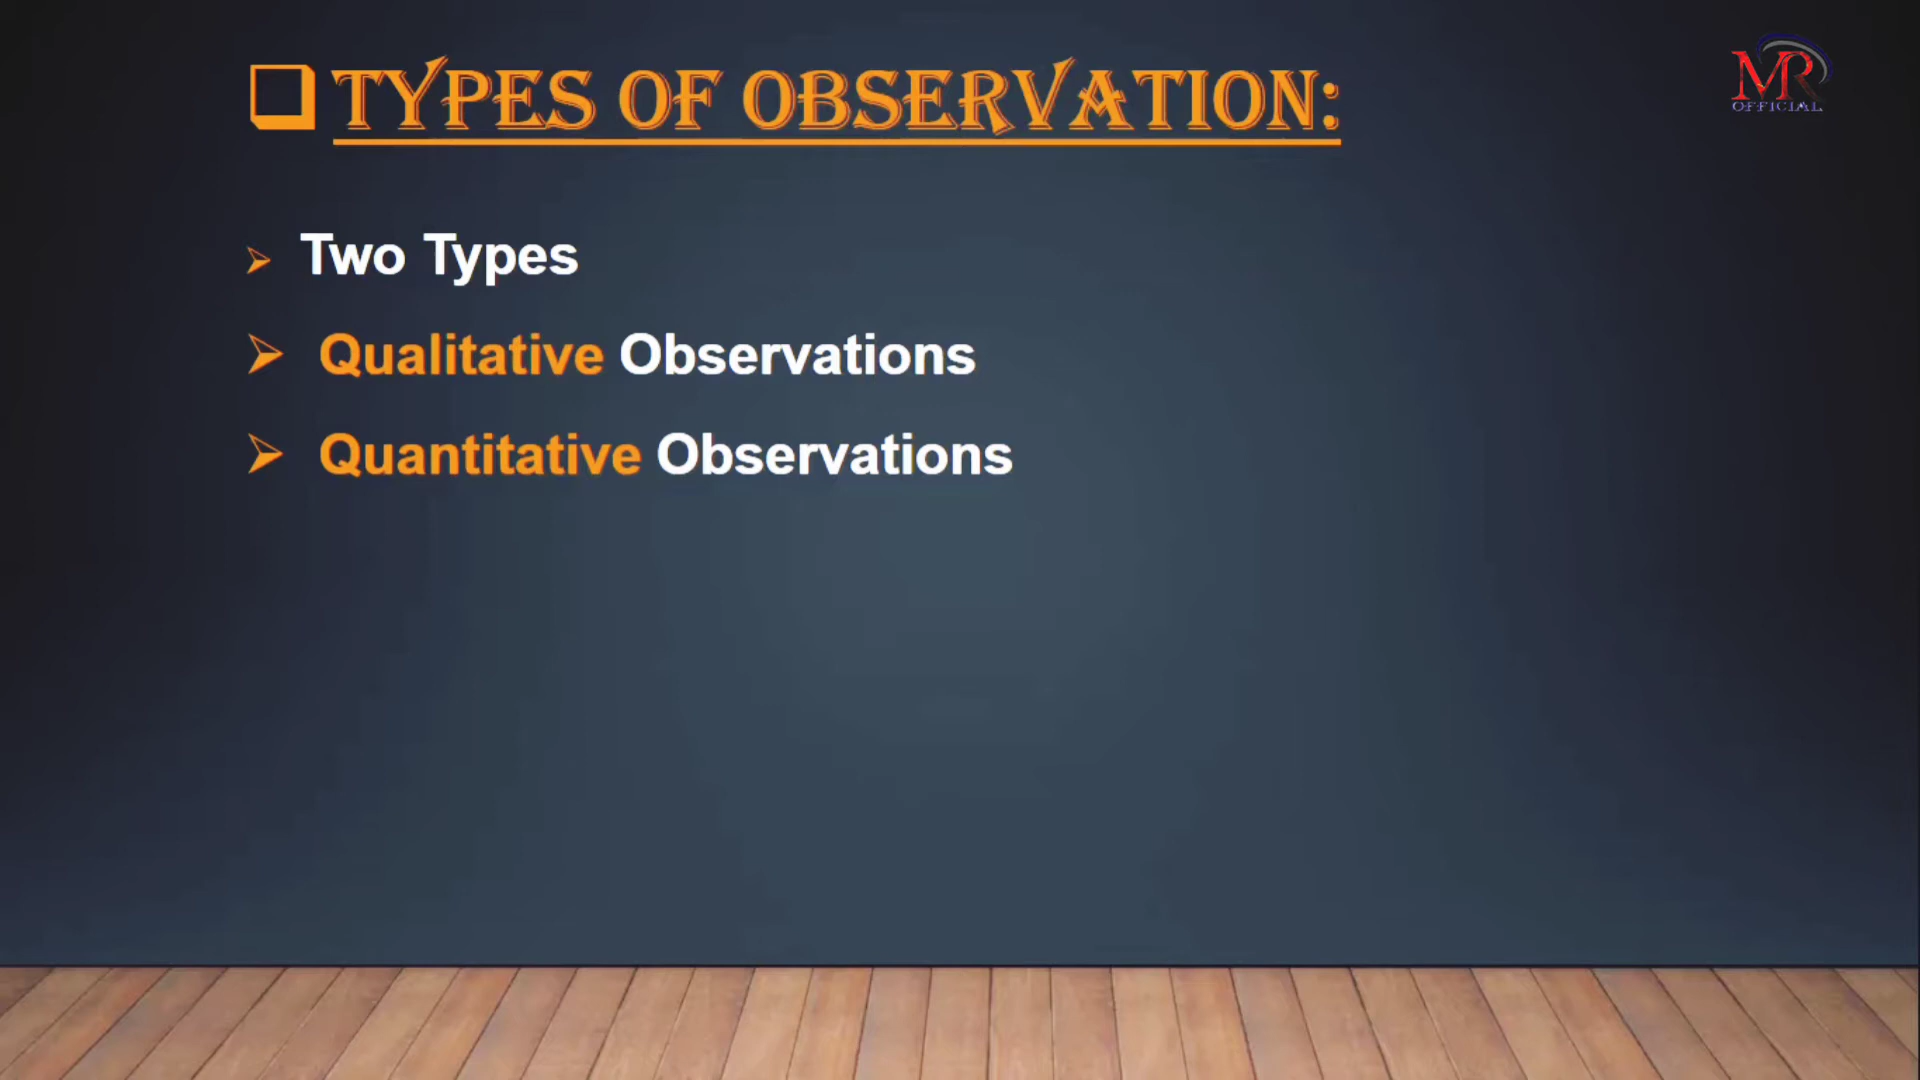 TYPES OF OBSERVATION:
MR
OFFICIAL
Two Types
Qualitative Observations
Quantitative Observations